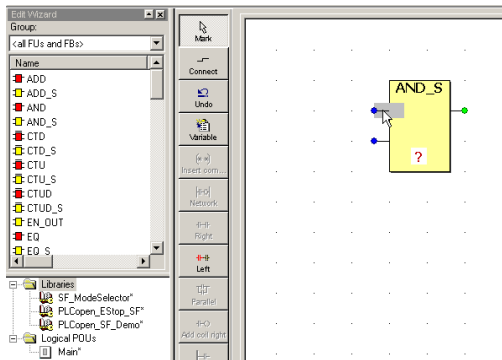 Edit Wizard
Group:
<all FUs and FBs>
Name
ADD
ADD_S
AND
AND_S
CTD
CTD_S
CTU
CTU_S
CTUD
CTUD_S
EN_OUT
EQ
EQ_S
Libraries
SF_ModeSelector*
PLCopen_EStop_SF*
PLCopen_SF_Demo*
Logical POUs
Main*
Mark
Connect
Undo
Variable
Insert com...
Network
Right
Left
Parallel
Add coil right
AND_S
?